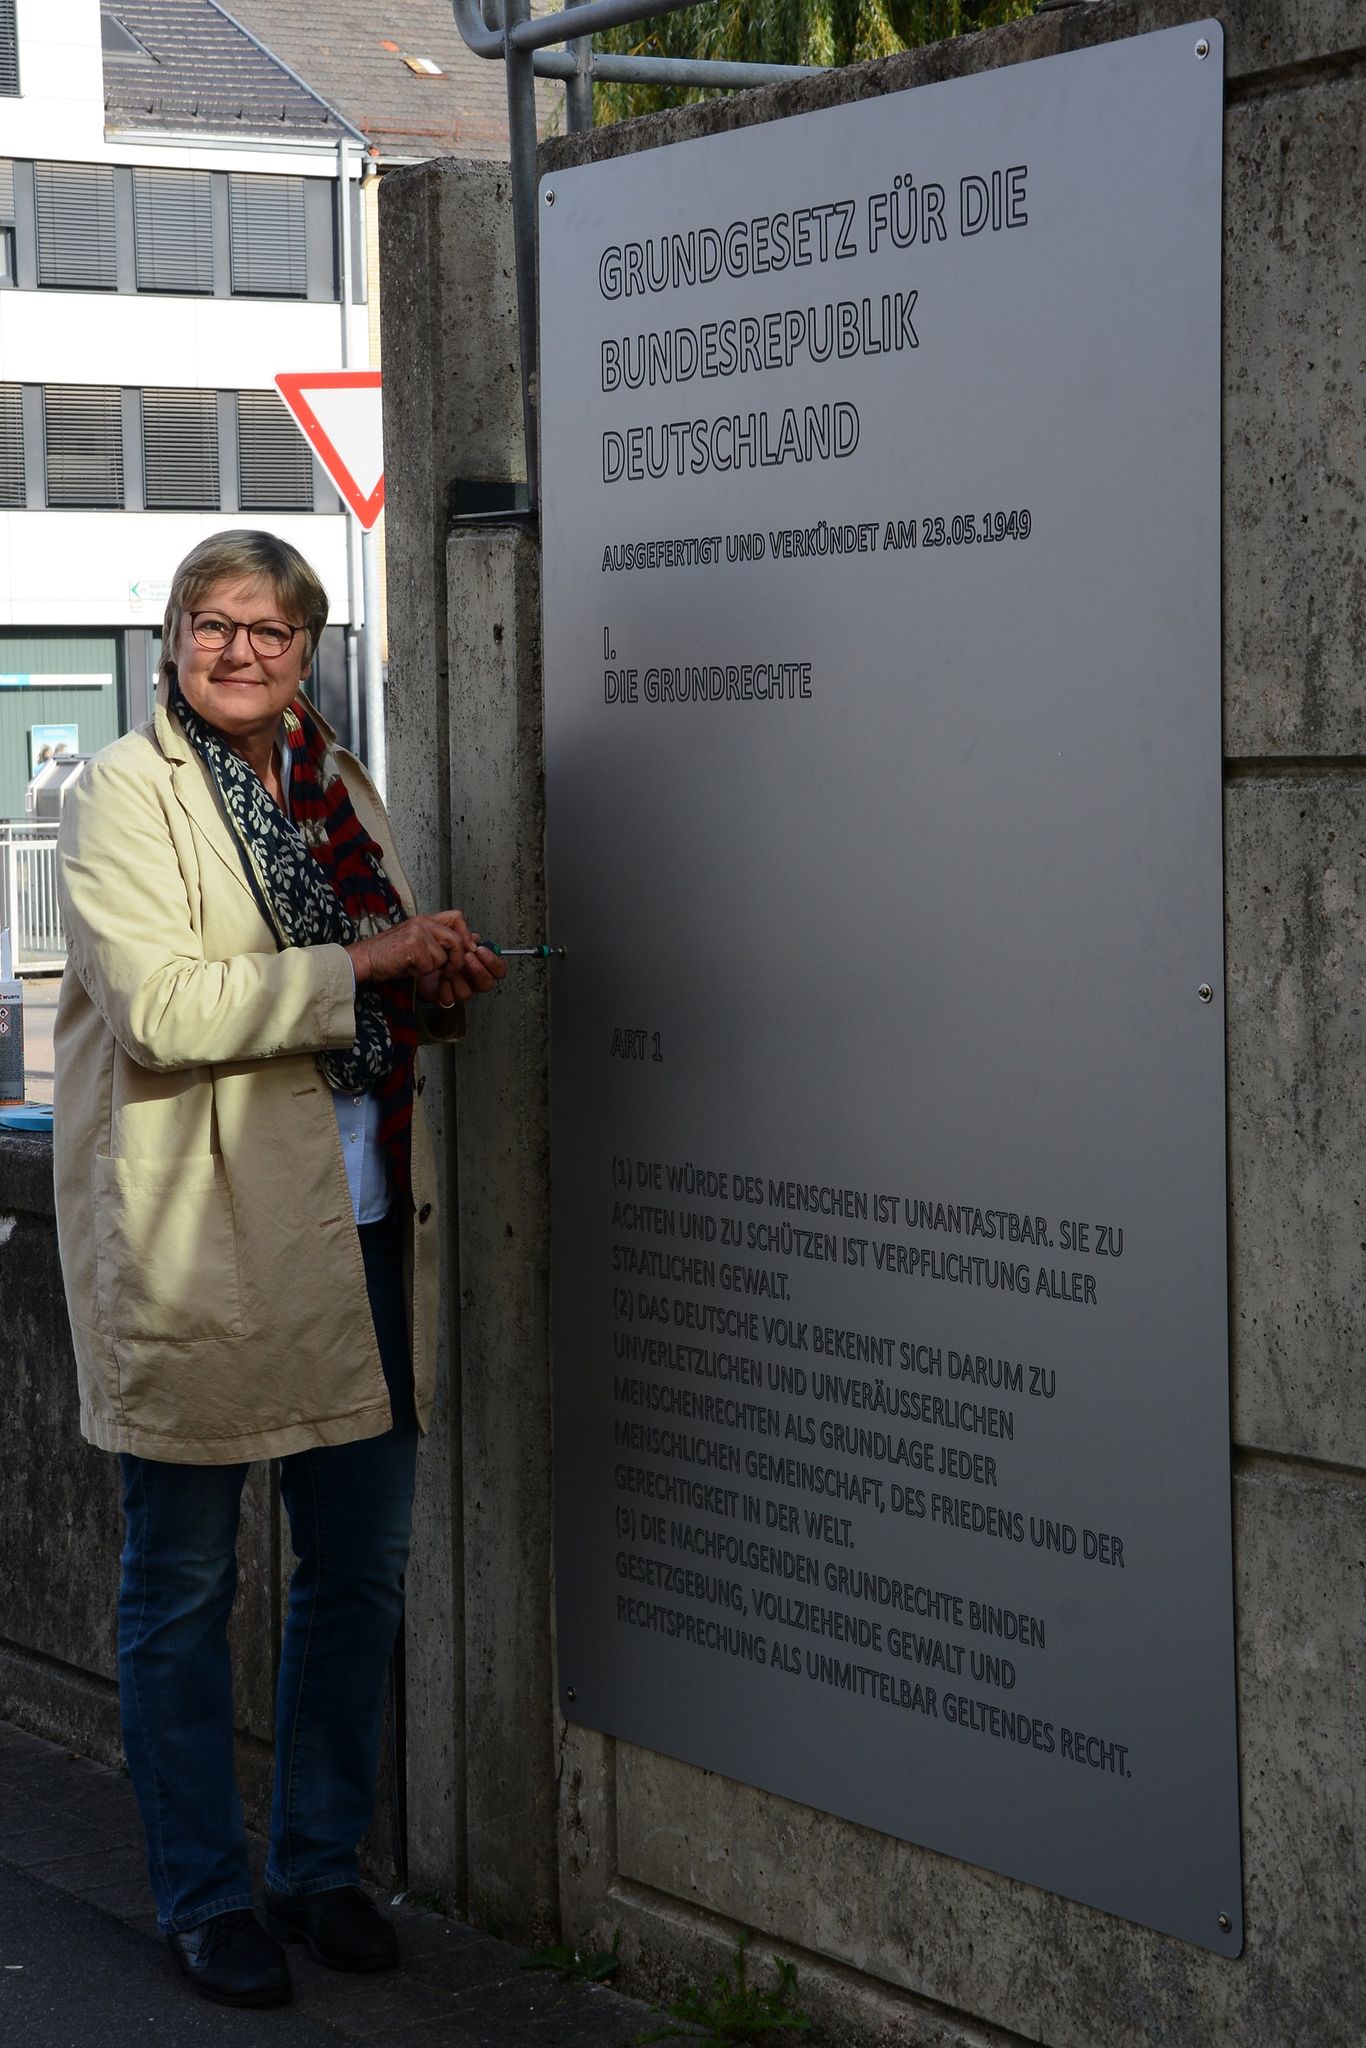 GRUNDGESETZ FÜR DIE
BUNDESREPUBLIK
DEUTSCHLAND
AUSGEFERTIGT UND VERKÜNDET AM 23.05.1949
I.
DIE GRUNDRECHTE
ART 1
(1) DIE WÜRDE DES MENSCHEN IST UNANTASTBAR. SIE ZU
ACHTEN UND ZU SCHÜTZEN IST VERPFLICHTUNG ALLER
STAATLICHEN GEWALT.
(2) DAS DEUTSCHE VOLK BEKENNT SICH DARUM ZU
UNVERLETZLICHEN UND UNVERÄUSSERLICHEN
MENSCHENRECHTEN ALS GRUNDLAGE JEDER
MENSCHLICHEN GEMEINSCHAFT, DES FRIEDENS UND DER
GERECHTIGKEIT IN DER WELT.
(3) DIE NACHFOLGENDEN GRUNDRECHTE BINDEN
GESETZGEBUNG, VOLLZIEHENDE GEWALT UND
RECHTSPRECHUNG ALS UNMITTELBAR GELTENDES RECHT.
WURTH